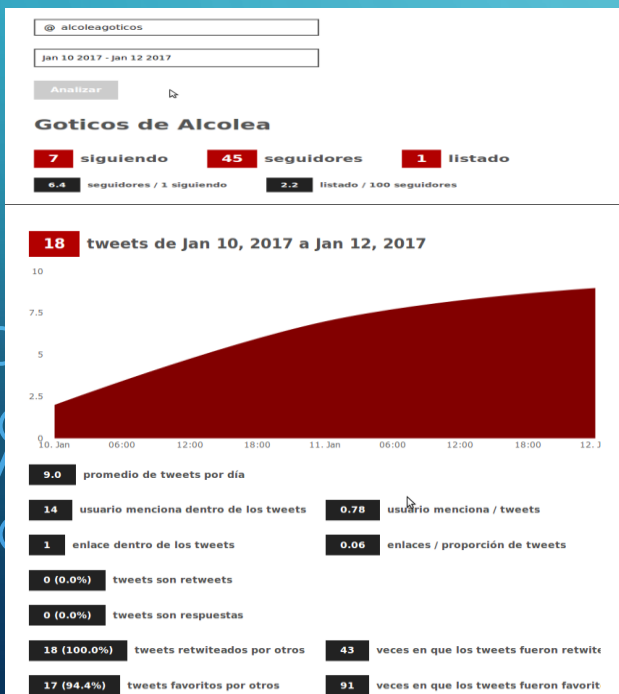 @ alcoleagoticos
Jan 10 2017 - Jan 12 2017
Analizar
Goticos de Alcolea
7 siguiendo 45 seguidores 1 listado
6.4 seguidores / 1 siguiendo 2.2 listado / 100 seguidores
18 tweets de Jan 10, 2017 a Jan 12, 2017
10
7.5
5
2.5
0
10. Jan 06:00 12:00 18:00 11. Jan 06:00 12:00 18:00 12. J
9.0 promedio de tweets por día
14 usuario menciona dentro de los tweets 0.78 usuario menciona / tweets
1 enlace dentro de los tweets 0.06 enlaces / proporción de tweets
0 (0.0%) tweets son retweets
0 (0.0%) tweets son respuestas
18 (100.0%) tweets retwiteados por otros 43 veces en que los tweets fueron retwite
17 (94.4%) tweets favoritos por otros 91 veces en que los tweets fueron favorit